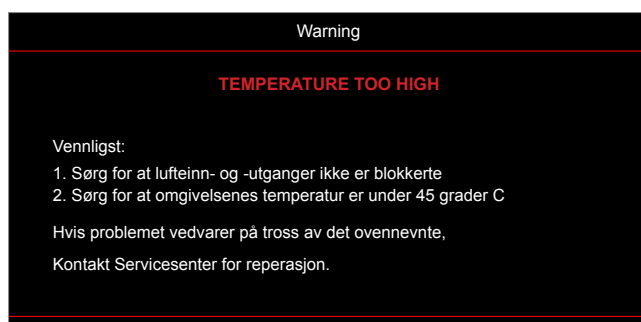 Warning
TEMPERATURE TOO HIGH
Vennligst:
1. Sørg for at lufteinn- og -utganger ikke er blokkerte
2. Sørg for at omgivelsenes temperatur er under 45 grader C
Hvis problemet vedvarer på tross av det ovennevnte,
Kontakt Servicesenter for reperasjon.